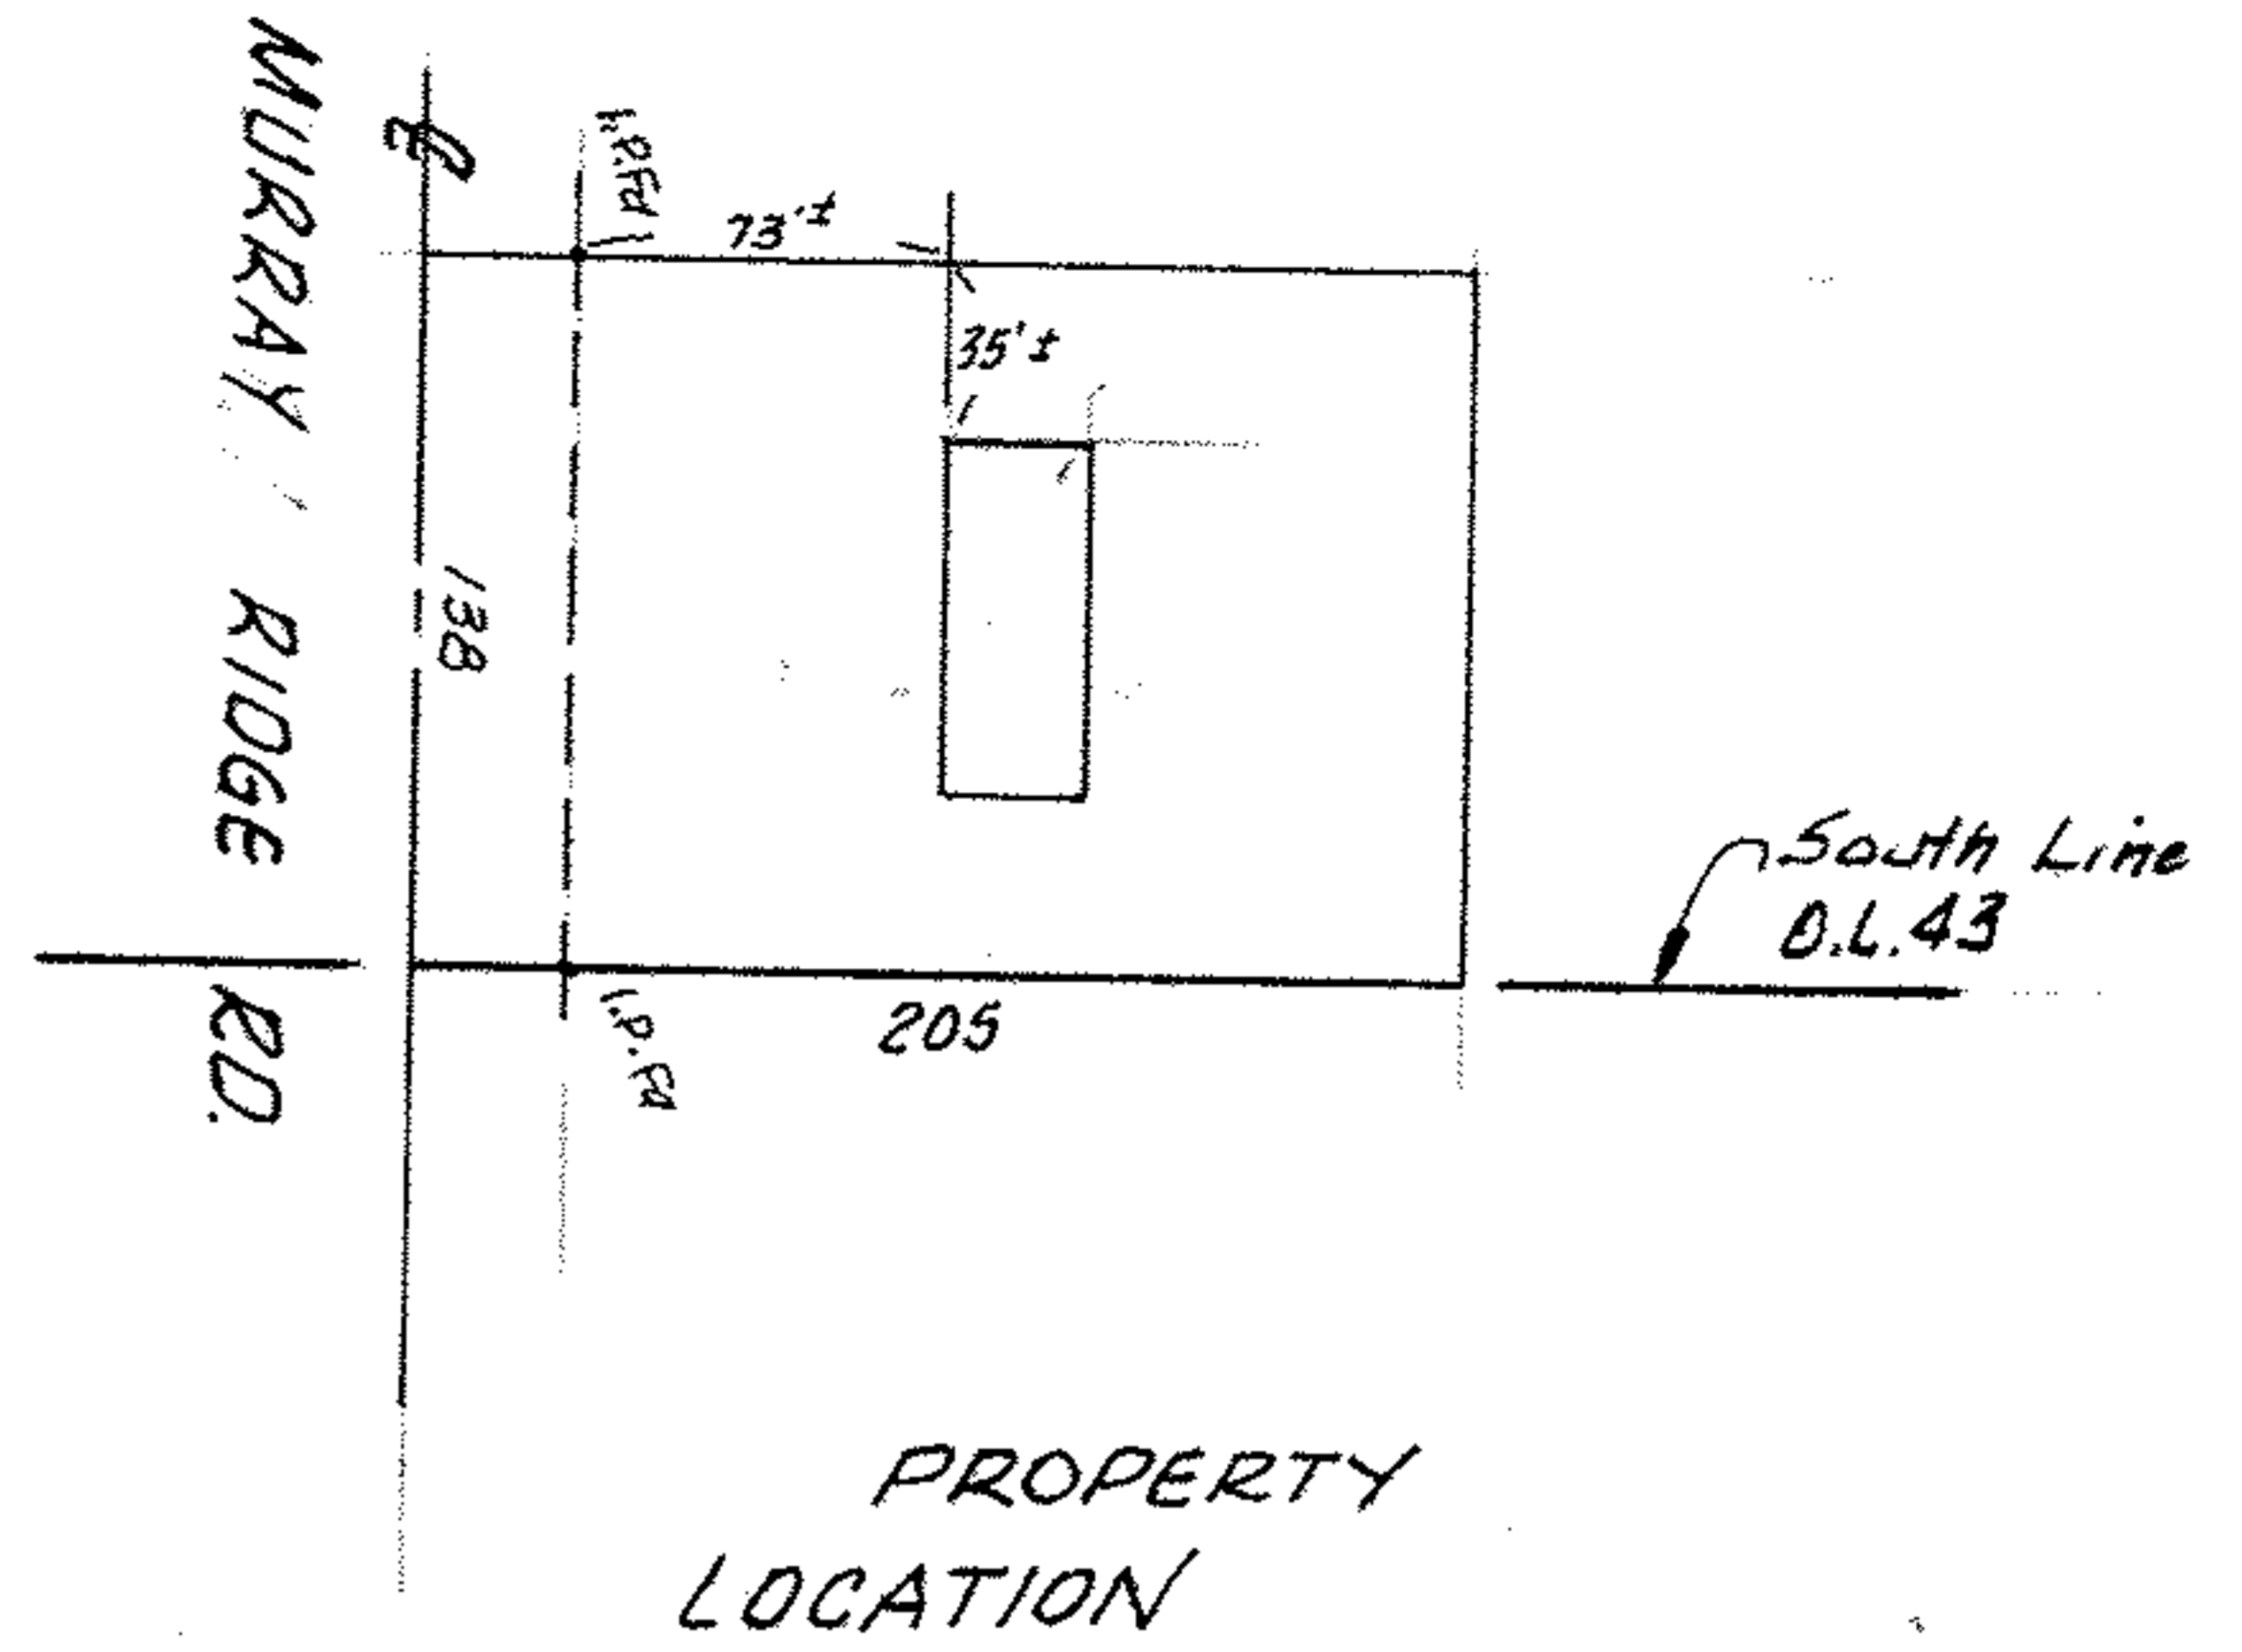 MURRAY RIDGE RD.
℄
I.P. Fd
73'±
35'±
138
South Line
O.L. 43
205
I.P. Fd
PROPERTY
LOCATION